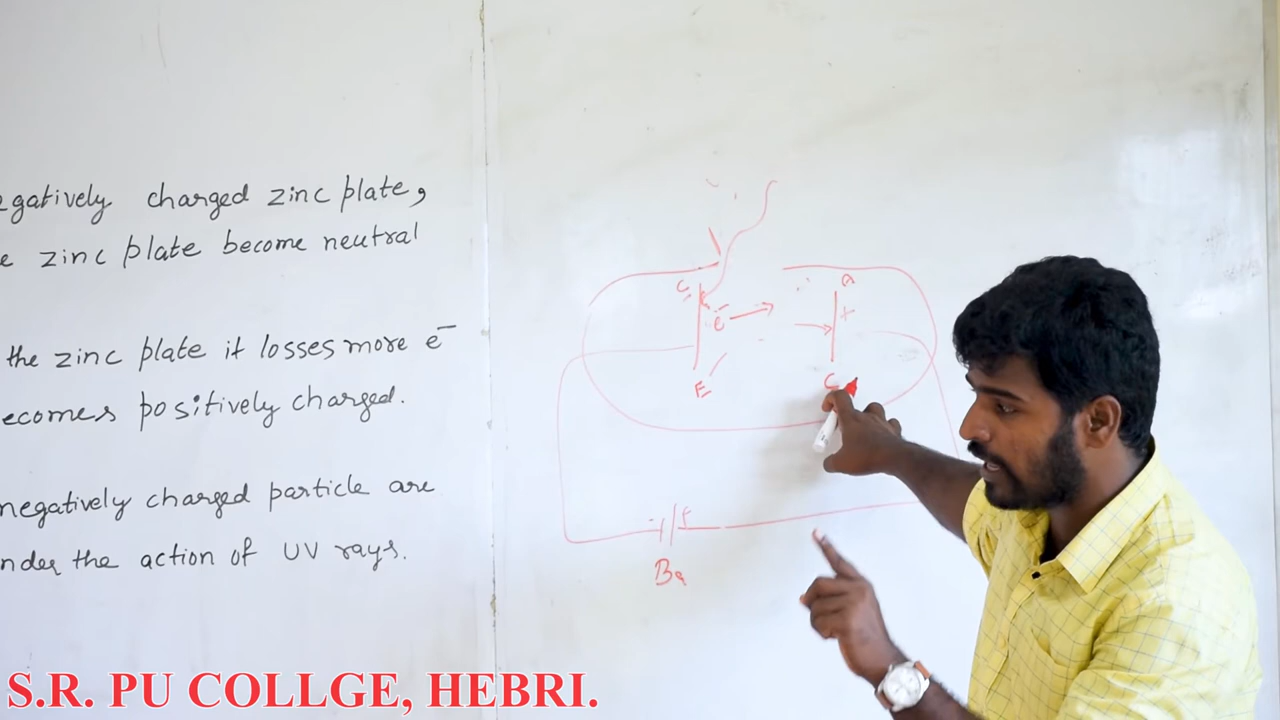 egatively charged zinc plate,
e zinc plate become neutral
the zinc plate it losses more e⁻
ecomes positively charged.
negatively charged particle are
nder the action of UV rays.
C A
e⁻ +
E C
+
Ba
S.R. PU COLLGE, HEBRI.